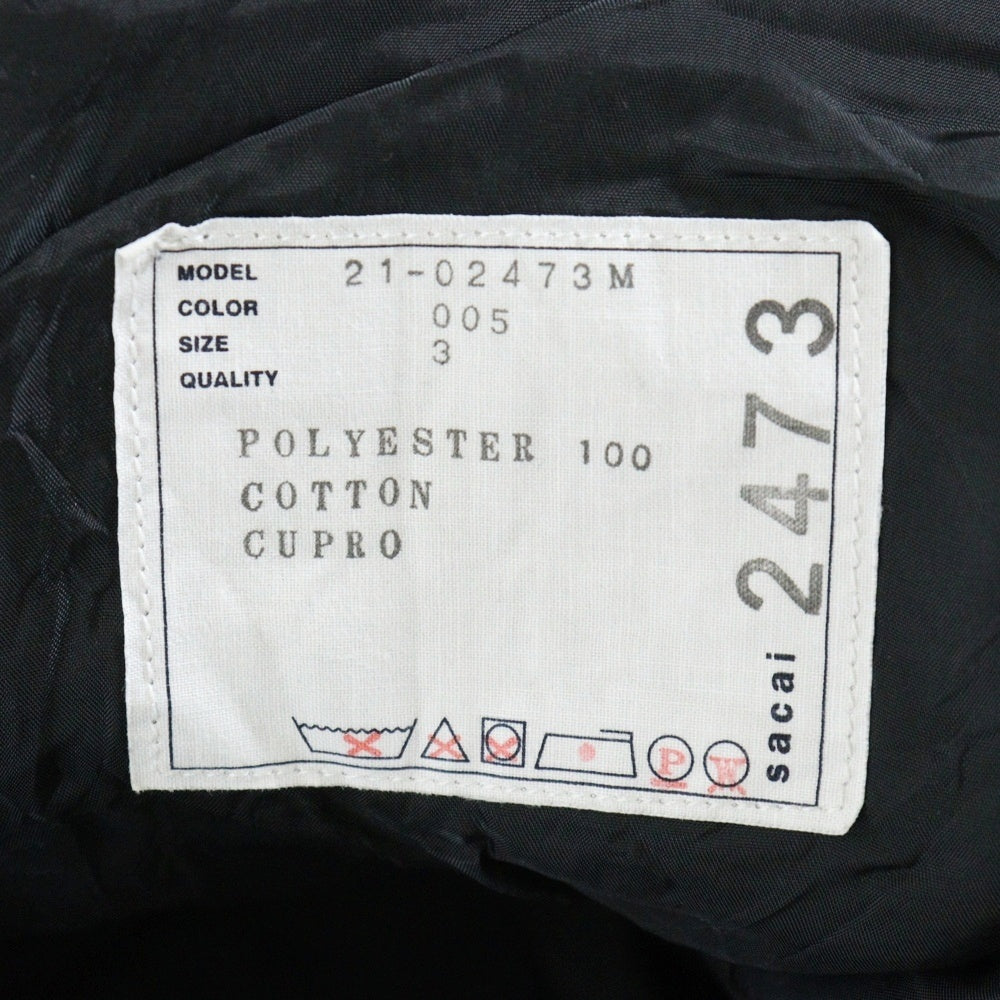 MODEL 21-02473M
COLOR 005
SIZE 3
QUALITY
POLYESTER 100
COTTON
CUPRO
P W
sacai 2473